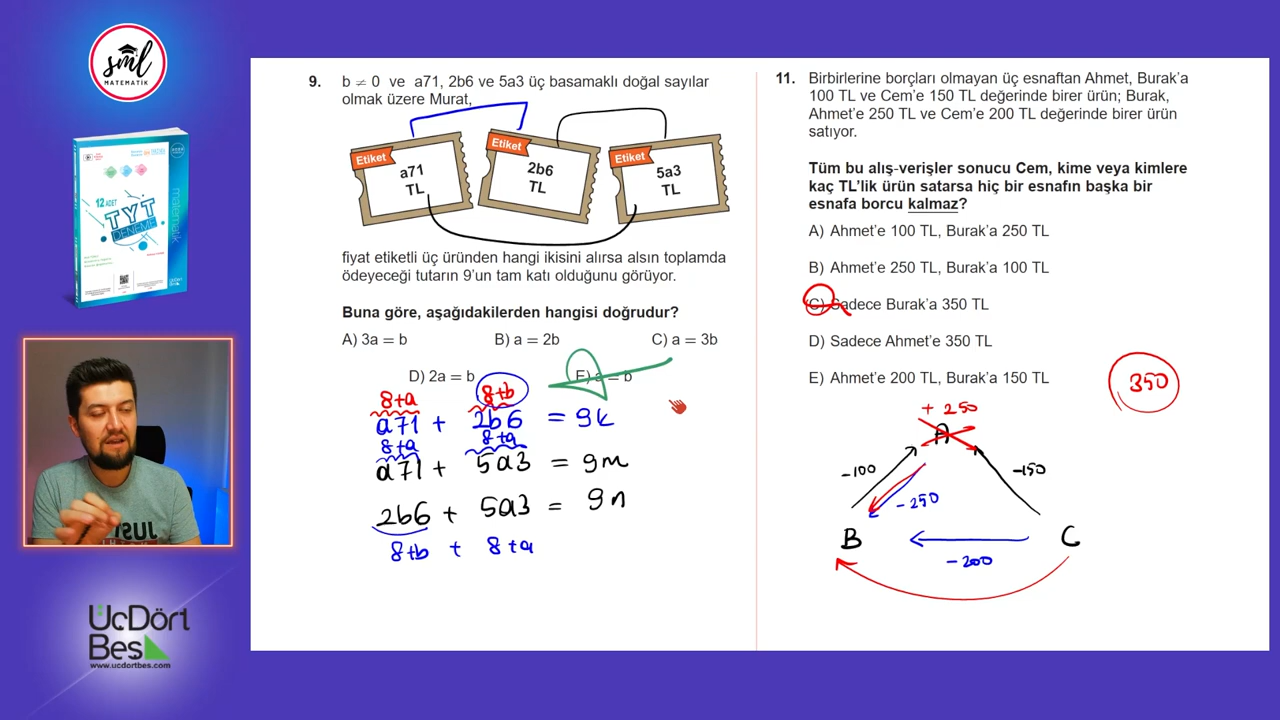 sml
MATEMATİK
12 ADET
TYT
DENEME
matematik
ÜcDört
Beş
www.ucdortbes.com
9. b ≠ 0 ve a71, 2b6 ve 5a3 üç basamaklı doğal sayılar
olmak üzere Murat,
Etiket
a71
TL
Etiket
2b6
TL
Etiket
5a3
TL
fiyat etiketli üç üründen hangi ikisini alırsa alsın toplamda
ödeyeceği tutarın 9'un tam katı olduğunu görüyor.
Buna göre, aşağıdakilerden hangisi doğrudur?
A) 3a = b B) a = 2b C) a = 3b
D) 2a = b E) a = b
8+a 8+b
a71 + 2b6 = 9k
8+a 8+a
a71 + 5a3 = 9m
2b6 + 5a3 = 9n
8+b + 8+a
11. Birbirlerine borçları olmayan üç esnaftan Ahmet, Burak'a
100 TL ve Cem'e 150 TL değerinde birer ürün; Burak,
Ahmet'e 250 TL ve Cem'e 200 TL değerinde birer ürün
satıyor.
Tüm bu alış-verişler sonucu Cem, kime veya kimlere
kaç TL'lik ürün satarsa hiç bir esnafın başka bir
esnafa borcu kalmaz?
A) Ahmet'e 100 TL, Burak'a 250 TL
B) Ahmet'e 250 TL, Burak'a 100 TL
C) Sadece Burak'a 350 TL
D) Sadece Ahmet'e 350 TL
E) Ahmet'e 200 TL, Burak'a 150 TL
350
+ 250
A
-100
-150
-250
B
C
-200